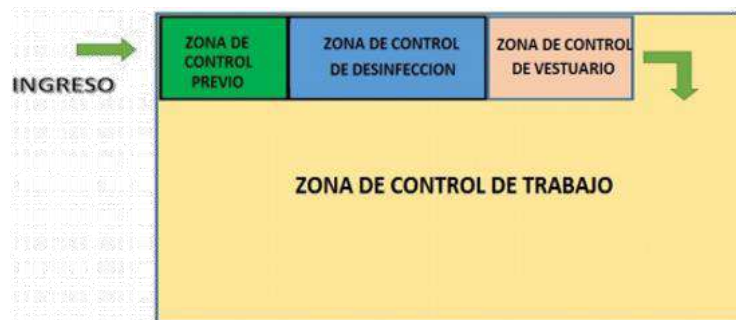 INGRESO
ZONA DE
CONTROL
PREVIO
ZONA DE CONTROL
DE DESINFECCION
ZONA DE CONTROL
DE VESTUARIO
ZONA DE CONTROL DE TRABAJO